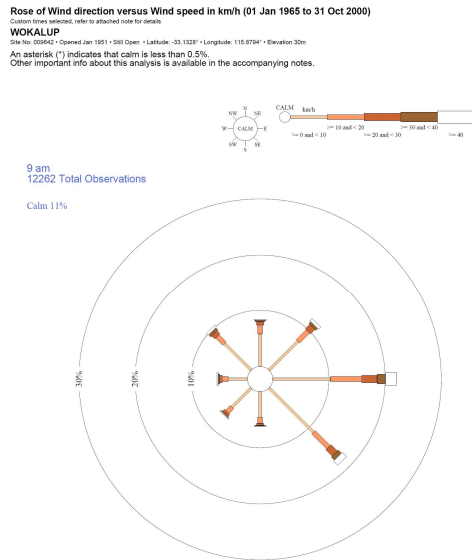 Rose of Wind direction versus Wind speed in km/h (01 Jan 1965 to 31 Oct 2000)
Custom times selected, refer to attached note for details
WOKALUP
Site No: 009642 • Opened Jan 1951 • Still Open • Latitude: -33.1328° • Longitude: 115.8794° • Elevation 30m
An asterisk (*) indicates that calm is less than 0.5%.
Other important info about this analysis is available in the accompanying notes.
N
NW NE
W CALM E
SW SE
S
CALM km/h
>= 10 and < 20 >= 30 and < 40
>= 0 and < 10 >= 20 and < 30 >= 40
9 am
12262 Total Observations
Calm 11%
30% 20% 10%